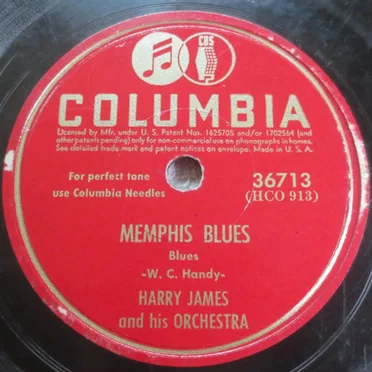 CBS
COLUMBIA
Licensed by Mfr. under U. S. Patent Nos. 1625705 and/or 1702564 (and
other patents pending) only for non-commercial use on phonographs in homes.
See detailed trade-mark and patent notices on envelope. Made in U. S. A.
For perfect tone
use Columbia Needles
36713
(HCO 913)
MEMPHIS BLUES
Blues
-W. C. Handy-
HARRY JAMES
and his ORCHESTRA